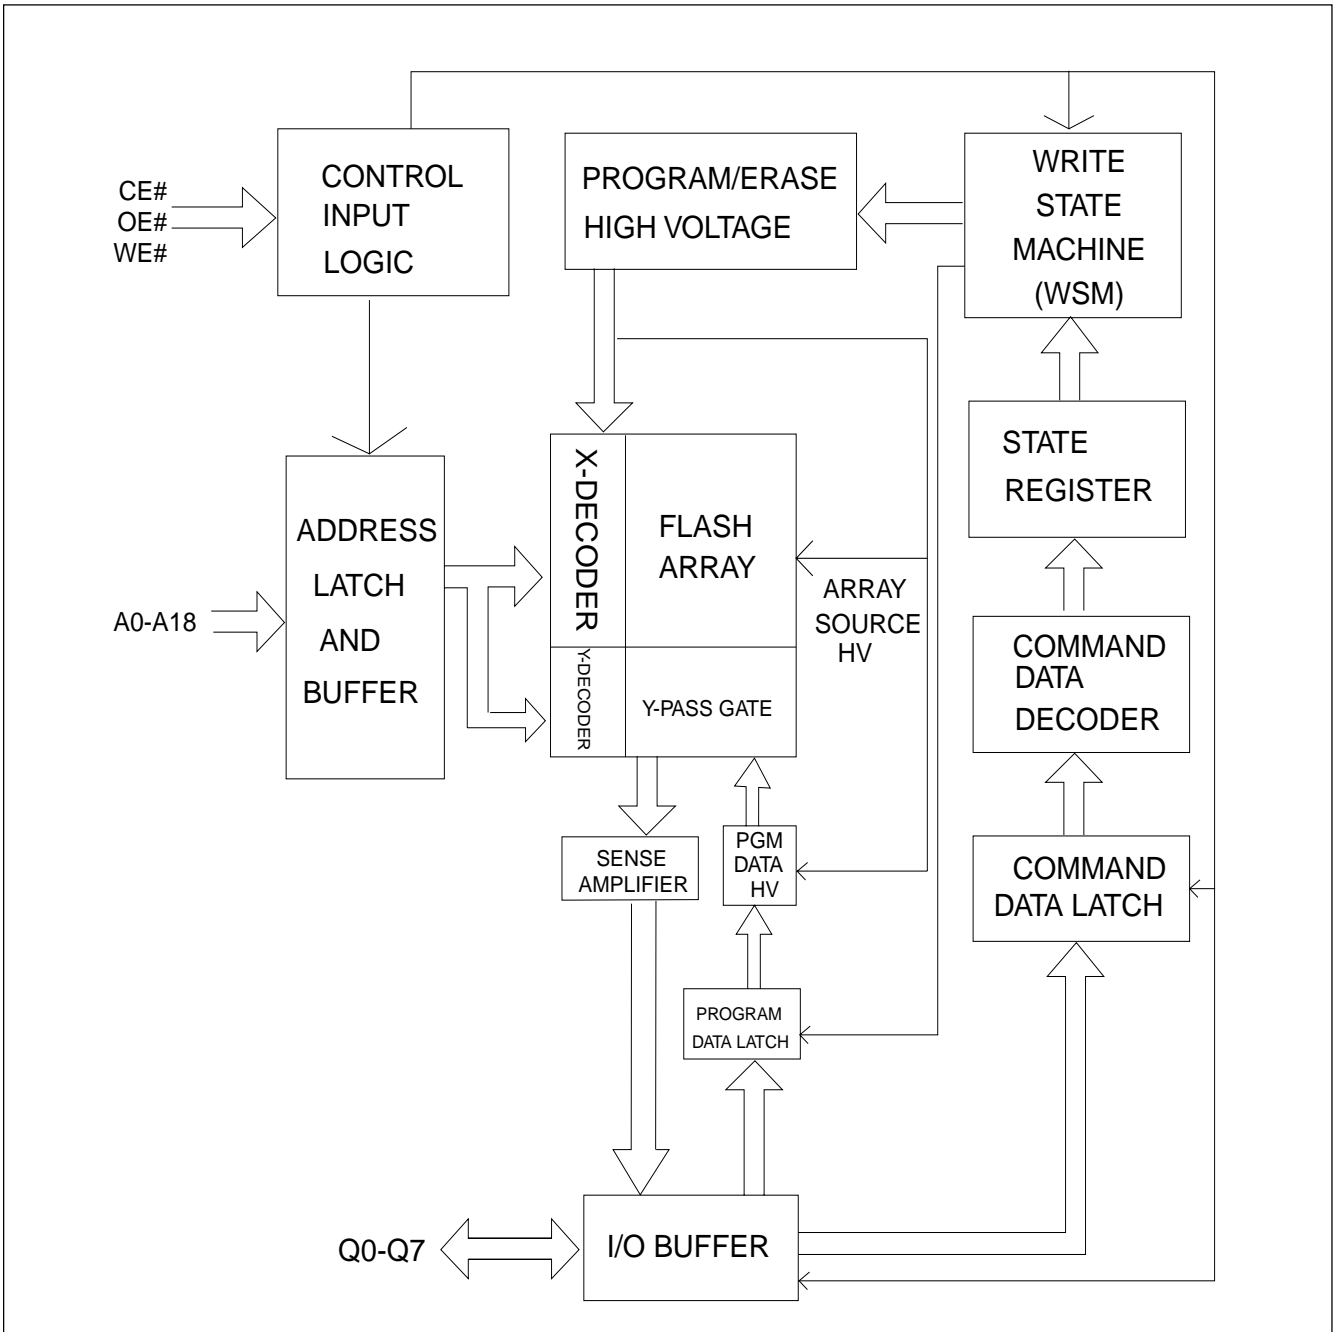 CE#
OE#
WE#
CONTROL
INPUT
LOGIC
PROGRAM/ERASE
HIGH VOLTAGE
WRITE
STATE
MACHINE
(WSM)
STATE
REGISTER
A0-A18
ADDRESS
LATCH
AND
BUFFER
X-DECODER
FLASH
ARRAY
ARRAY
SOURCE
HV
Y-DECODER
Y-PASS GATE
COMMAND
DATA
DECODER
SENSE
AMPLIFIER
PGM
DATA
HV
COMMAND
DATA LATCH
PROGRAM
DATA LATCH
Q0-Q7
I/O BUFFER